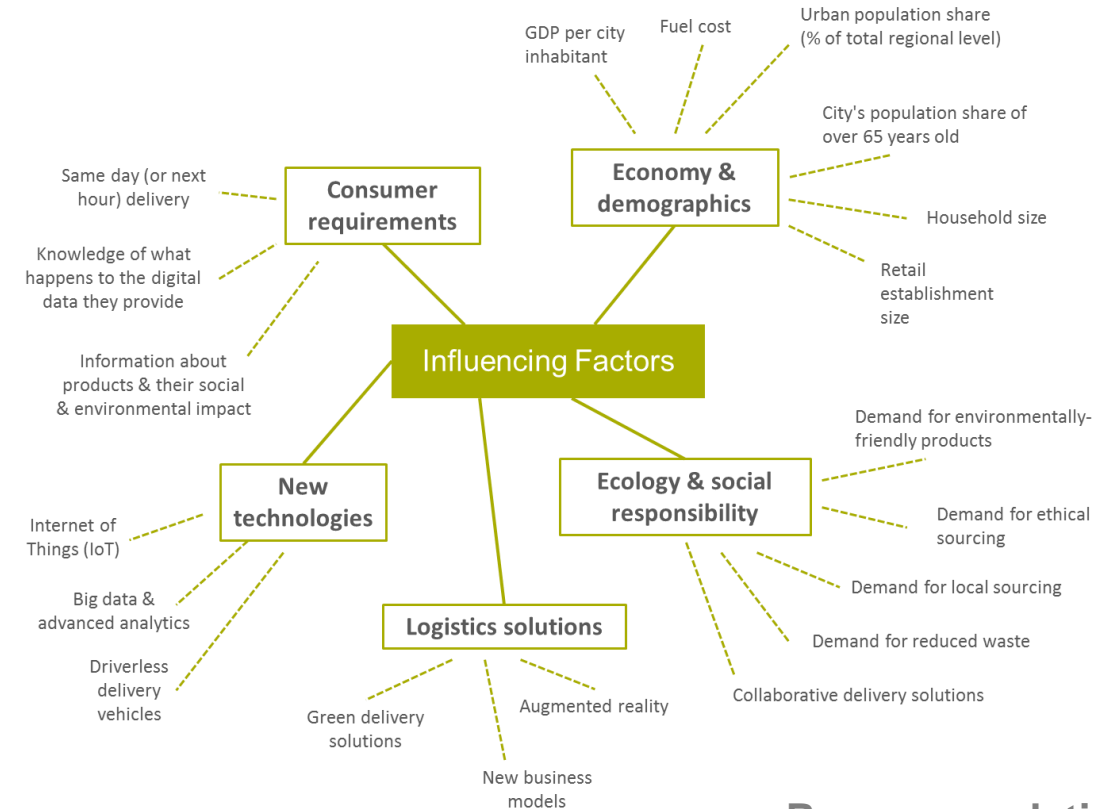 Influencing Factors
Consumer
requirements
Same day (or next
hour) delivery
Knowledge of what
happens to the digital
data they provide
Information about
products & their social
& environmental impact
Economy &
demographics
GDP per city
inhabitant
Fuel cost
Urban population share
(% of total regional level)
City's population share of
over 65 years old
Household size
Retail
establishment
size
New
technologies
Internet of
Things (IoT)
Big data &
advanced analytics
Driverless
delivery
vehicles
Logistics solutions
Green delivery
solutions
New business
models
Augmented reality
Ecology & social
responsibility
Demand for environmentally-
friendly products
Demand for ethical
sourcing
Demand for local sourcing
Demand for reduced waste
Collaborative delivery solutions